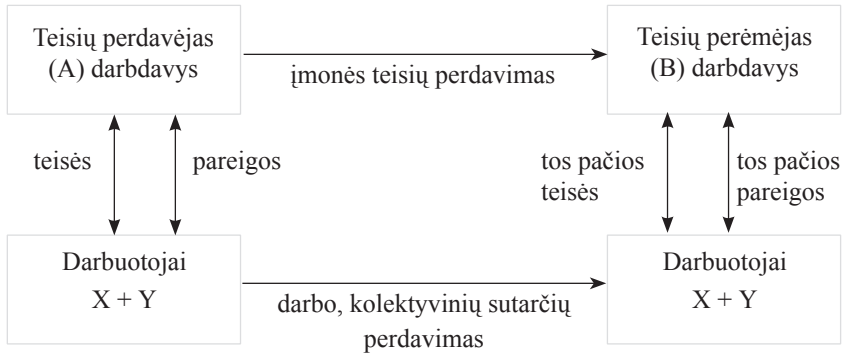 Teisių perdavėjas
(A) darbdavys
įmonės teisių perdavimas
Teisių perėmėjas
(B) darbdavys
teisės
pareigos
tos pačios
teisės
tos pačios
pareigos
Darbuotojai
X + Y
darbo, kolektyvinių sutarčių
perdavimas
Darbuotojai
X + Y